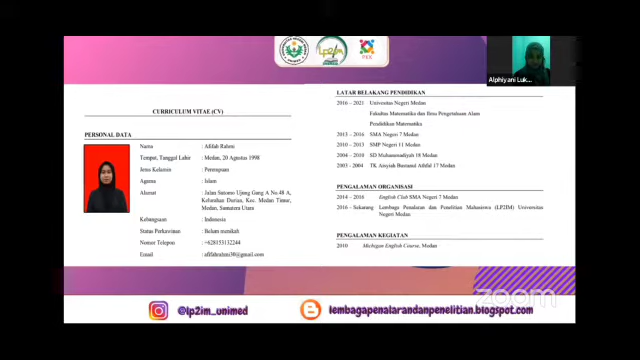 Lp2im
PKK
Alphiyani Luk...
CURRICULUM VITAE (CV)
PERSONAL DATA
Nama : Afifah Rahmi
Tempat, Tanggal Lahir : Medan, 20 Agustus 1998
Jenis Kelamin : Perempuan
Agama : Islam
Alamat : Jalan Sutomo Ujung Gang A No.48 A,
Kelurahan Durian, Kec. Medan Timur,
Medan, Sumatera Utara
Kebangsaan : Indonesia
Status Perkawinan : Belum menikah
Nomor Telepon : +628153132244
Email : afifahrahmi30@gmail.com
LATAR BELAKANG PENDIDIKAN
2016 – 2021 Universitas Negeri Medan
Fakultas Matematika dan Ilmu Pengetahuan Alam
Pendidikan Matematika
2013 – 2016 SMA Negeri 7 Medan
2010 – 2013 SMP Negeri 11 Medan
2004 – 2010 SD Muhammadiyah 18 Medan
2003 – 2004 TK Aisyiah Bustanul Athfal 17 Medan
PENGALAMAN ORGANISASI
2014 – 2016 English Club SMA Negeri 7 Medan
2016 – Sekarang Lembaga Penalaran dan Penelitian Mahasiswa (LP2IM) Universitas
Negeri Medan
PENGALAMAN KEGIATAN
2010 Michigan English Course, Medan
zoom
@lp2im_unimed
lembagapenalarandanpenelitian.blogspot.com